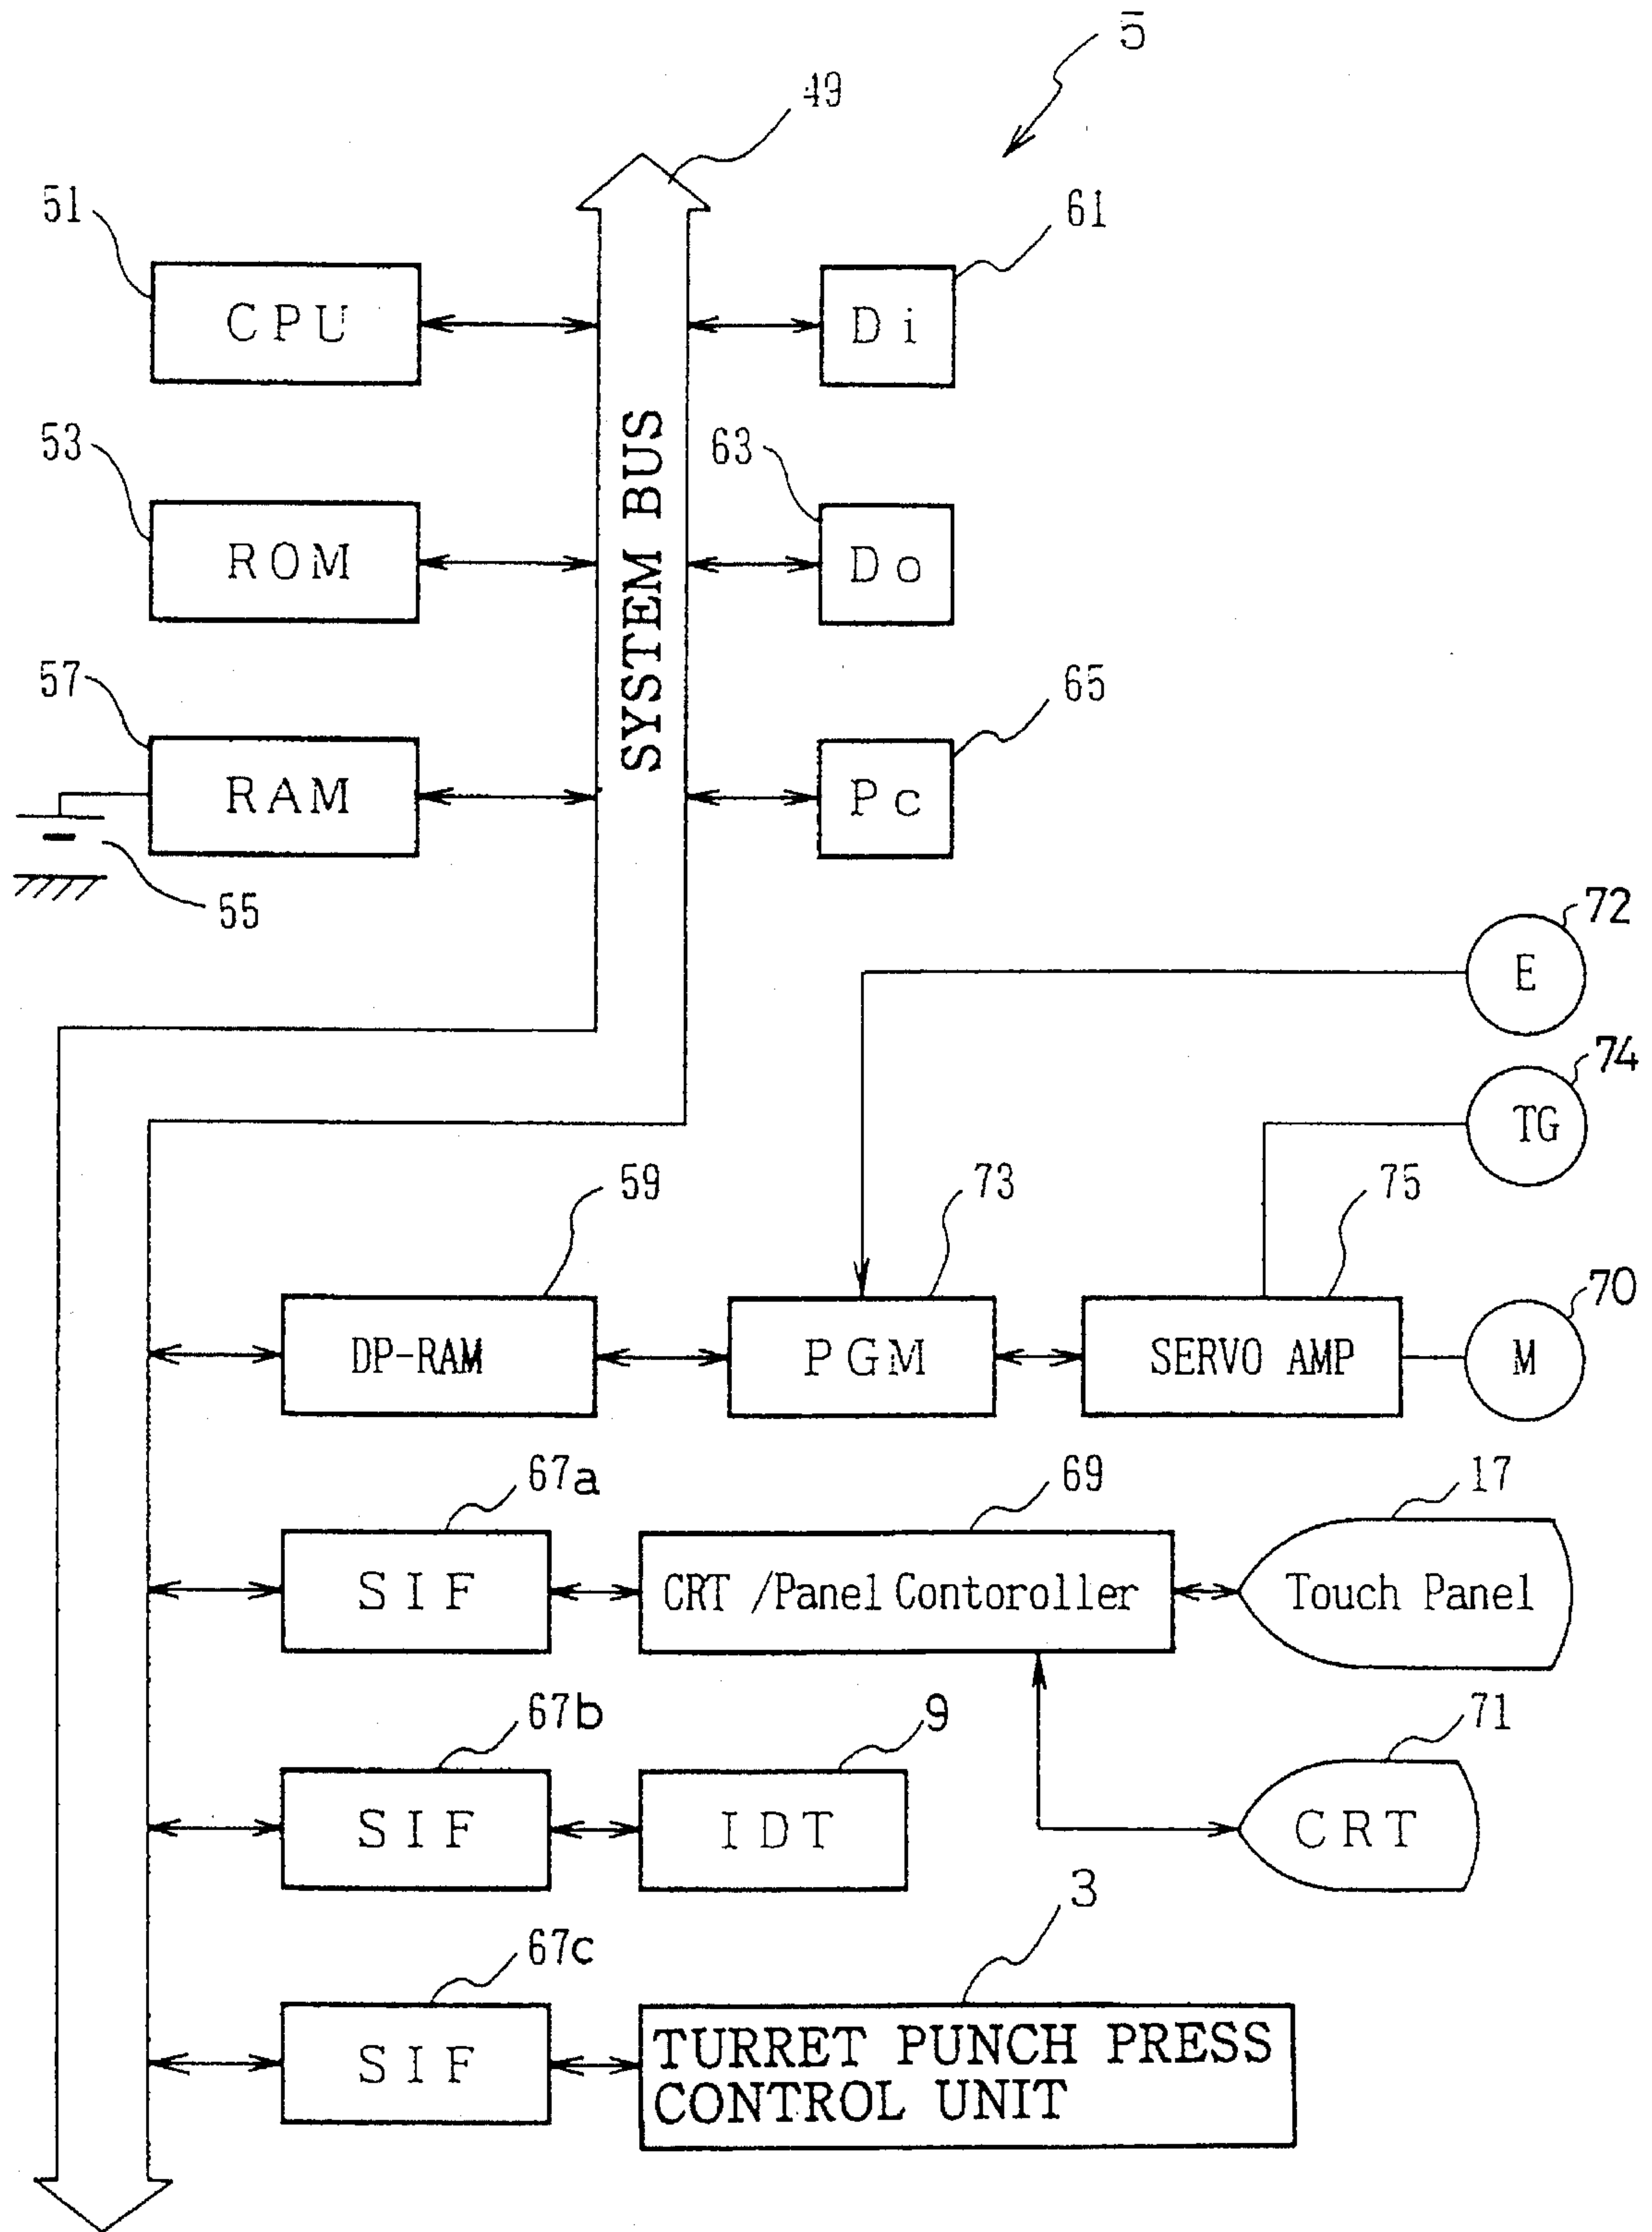 5
49
51
61
CPU
Di
53
63
ROM
Do
SYSTEM BUS
57
65
RAM
Pc
55
72
E
74
TG
59
73
75
70
DP-RAM
PGM
SERVO AMP
M
67a
69
17
SIF
CRT /Panel Contoroller
Touch Panel
67b
9
71
SIF
IDT
CRT
67c
3
SIF
TURRET PUNCH PRESS
CONTROL UNIT